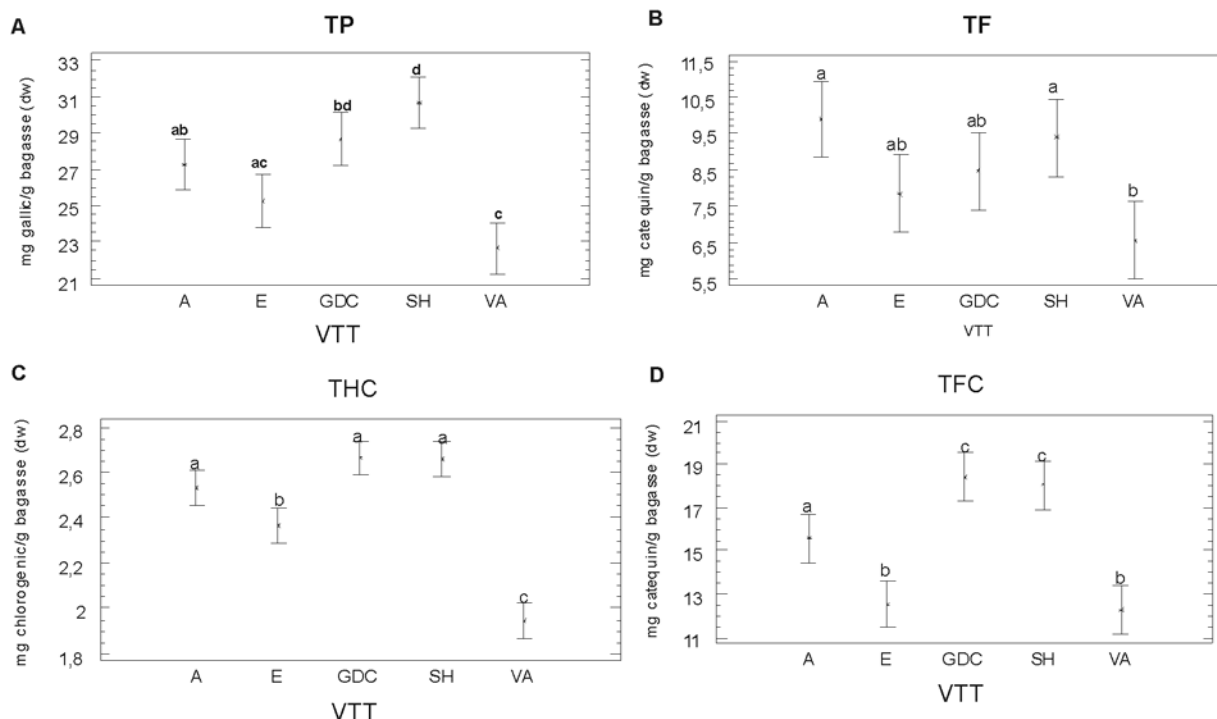 A
TP
mg gallic/g bagasse (dw)
33
31
29
27
25
23
21
ab
ac
bd
d
c
A E GDC SH VA
VTT
B
TF
mg catequin/g bagasse (dw)
11,5
10,5
9,5
8,5
7,5
6,5
5,5
a
ab
ab
a
b
A E GDC SH VA
VTT
C
THC
mg chlorogenic/g bagasse (dw)
2,8
2,6
2,4
2,2
2
1,8
a
b
a
a
c
A E GDC SH VA
VTT
D
TFC
mg catequin/g bagasse (dw)
21
19
17
15
13
11
a
b
c
c
b
A E GDC SH VA
VTT